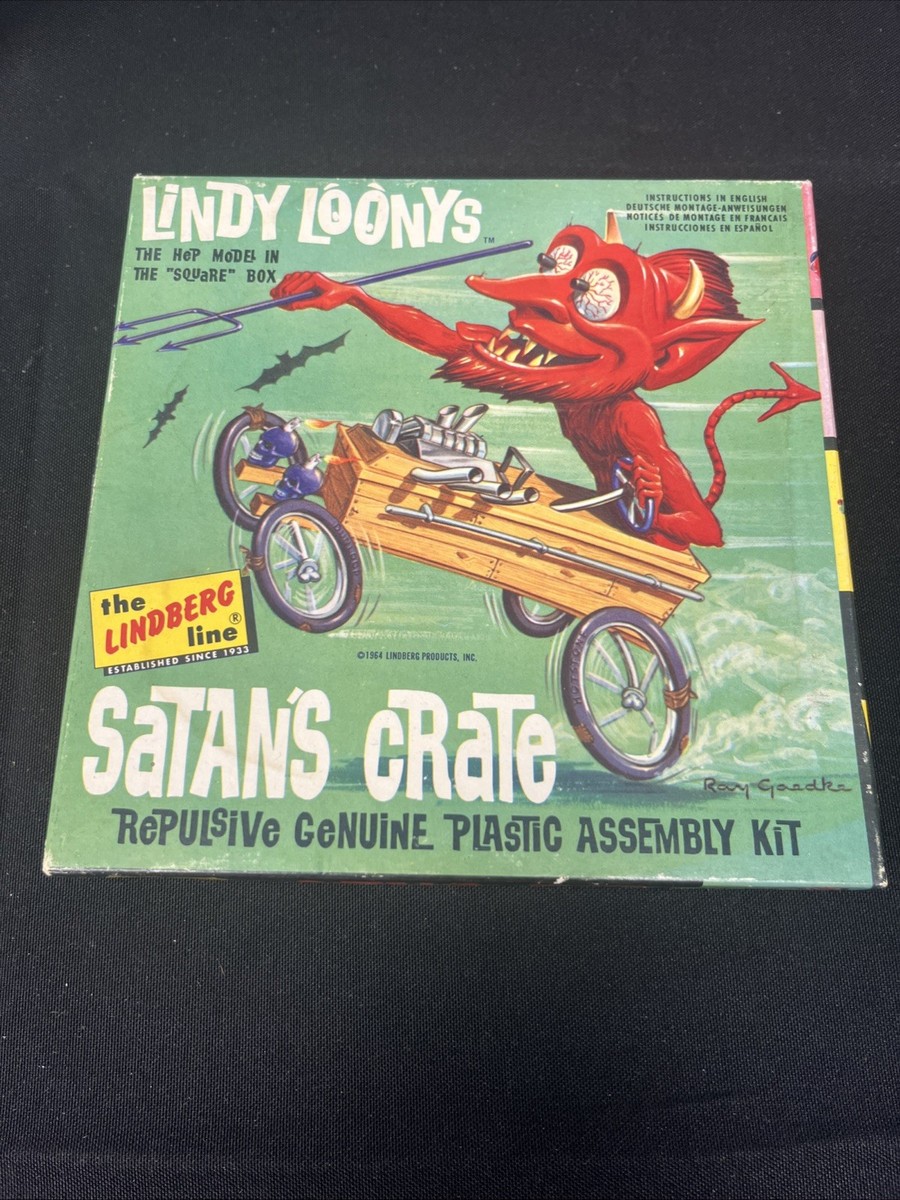 LiNDY LOONYS™
THE HeP MoDEL IN
THE "SQUaRE" BOX
INSTRUCTIONS IN ENGLISH
DEUTSCHE MONTAGE-ANWEISUNGEN
NOTICES DE MONTAGE EN FRANCAIS
INSTRUCCIONES EN ESPAÑOL
the
LINDBERG®
line
ESTABLISHED SINCE 1933
©1964 LINDBERG PRODUCTS, INC.
SaTAN'S cRaTe
Ray Gaedke
RePULSiVe GeNUiNE PLaSTiC ASSEMBLY KiT